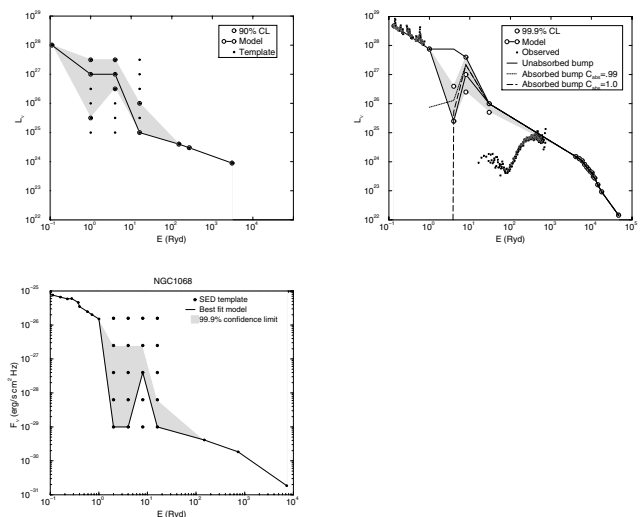 10^29
10^28
10^27
10^26
10^25
10^24
10^23
10^22
L_ν
10^-1
10^0
10^1
10^2
10^3
10^4
E (Ryd)
90% CL
Model
Template
10^29
10^28
10^27
10^26
10^25
10^24
10^23
10^22
L_ν
10^-1
10^0
10^1
10^2
10^3
10^4
10^5
E (Ryd)
99.9% CL
Model
Observed
Unabsorbed bump
Absorbed bump C_abs=.99
Absorbed bump C_abs=1.0
NGC1068
10^-25
10^-26
10^-27
10^-28
10^-29
10^-30
10^-31
F_ν (erg/s cm^2 Hz)
10^-1
10^0
10^1
10^2
10^3
10^4
E (Ryd)
SED template
Best fit model
99.9% confidence limit